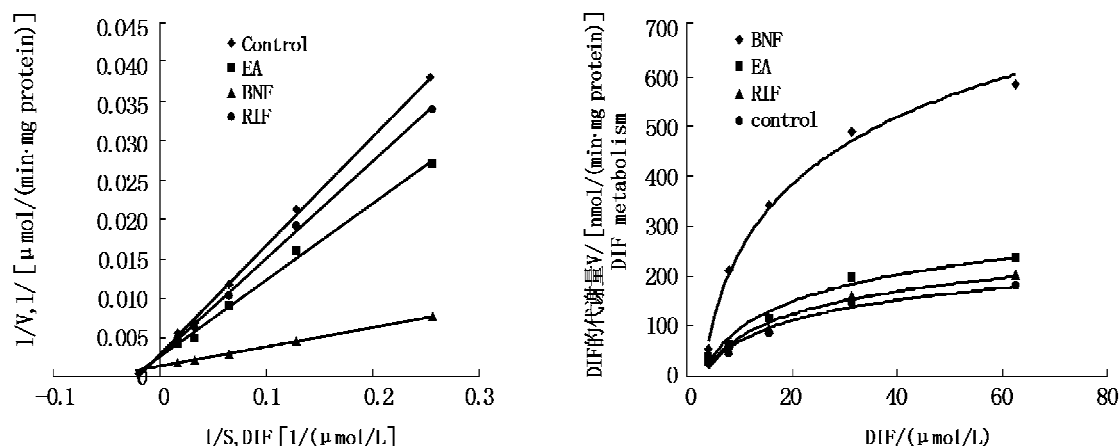 1/V, 1/[μmol/(min·mg protein)]
0.045
0.040
0.035
0.030
0.025
0.020
0.015
0.010
0.005
0
Control
EA
BNF
RIF
-0.1
0
0.1
0.2
0.3
1/S, DIF[1/(μmol/L]
DIF的代谢量V/[nmol/(min·mg protein)]
DIF metabolism
700
600
500
400
300
200
100
0
BNF
EA
RIF
control
0
20
40
60
80
DIF/(μmol/L)